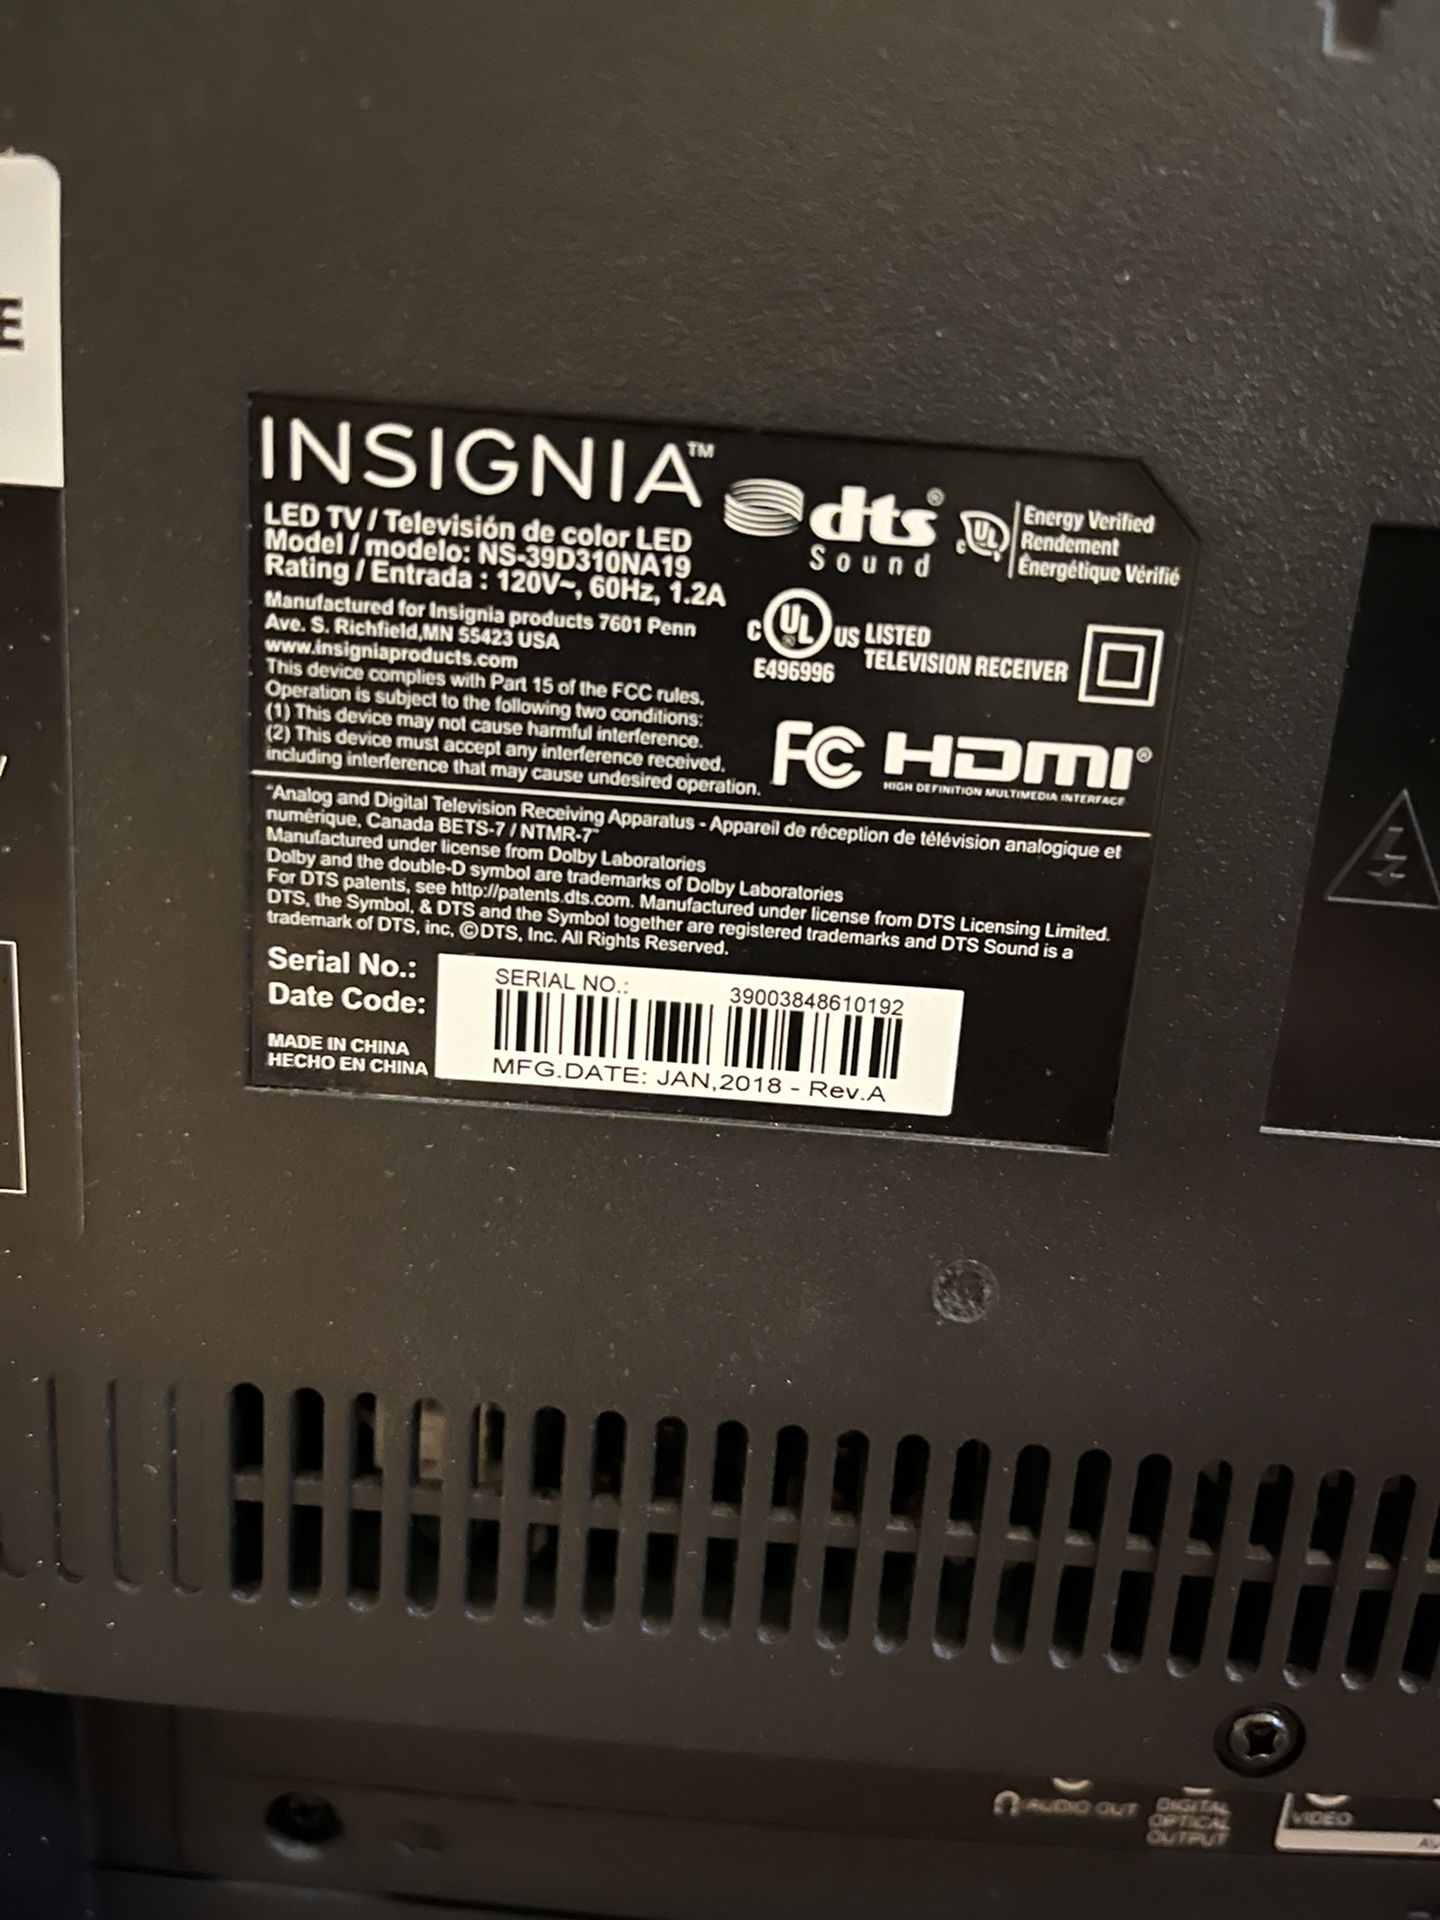 E
INSIGNIA™
LED TV / Televisión de color LED
Model / modelo: NS-39D310NA19
Rating / Entrada : 120V~, 60Hz, 1.2A
Manufactured for Insignia products 7601 Penn
Ave. S. Richfield,MN 55423 USA
www.insigniaproducts.com
This device complies with Part 15 of the FCC rules.
Operation is subject to the following two conditions:
(1) This device may not cause harmful interference.
(2) This device must accept any interference received,
including interference that may cause undesired operation.
dts®
Sound
C UL
Energy Verified
Rendement
Énergétique Vérifié
C UL US LISTED
E496996
TELEVISION RECEIVER
FC HDMI®
HIGH DEFINITION MULTIMEDIA INTERFACE
"Analog and Digital Television Receiving Apparatus - Appareil de réception de télévision analogique et
numérique, Canada BETS-7 / NTMR-7"
Manufactured under license from Dolby Laboratories
Dolby and the double-D symbol are trademarks of Dolby Laboratories
For DTS patents, see http://patents.dts.com. Manufactured under license from DTS Licensing Limited.
DTS, the Symbol, & DTS and the Symbol together are registered trademarks and DTS Sound is a
trademark of DTS, inc, ©DTS, Inc. All Rights Reserved.
Serial No.:
Date Code:
MADE IN CHINA
HECHO EN CHINA
SERIAL NO.: 39003848610192
MFG.DATE: JAN,2018 - Rev.A
AUDIO OUT
DIGITAL
OPTICAL
OUTPUT
VIDEO
AV